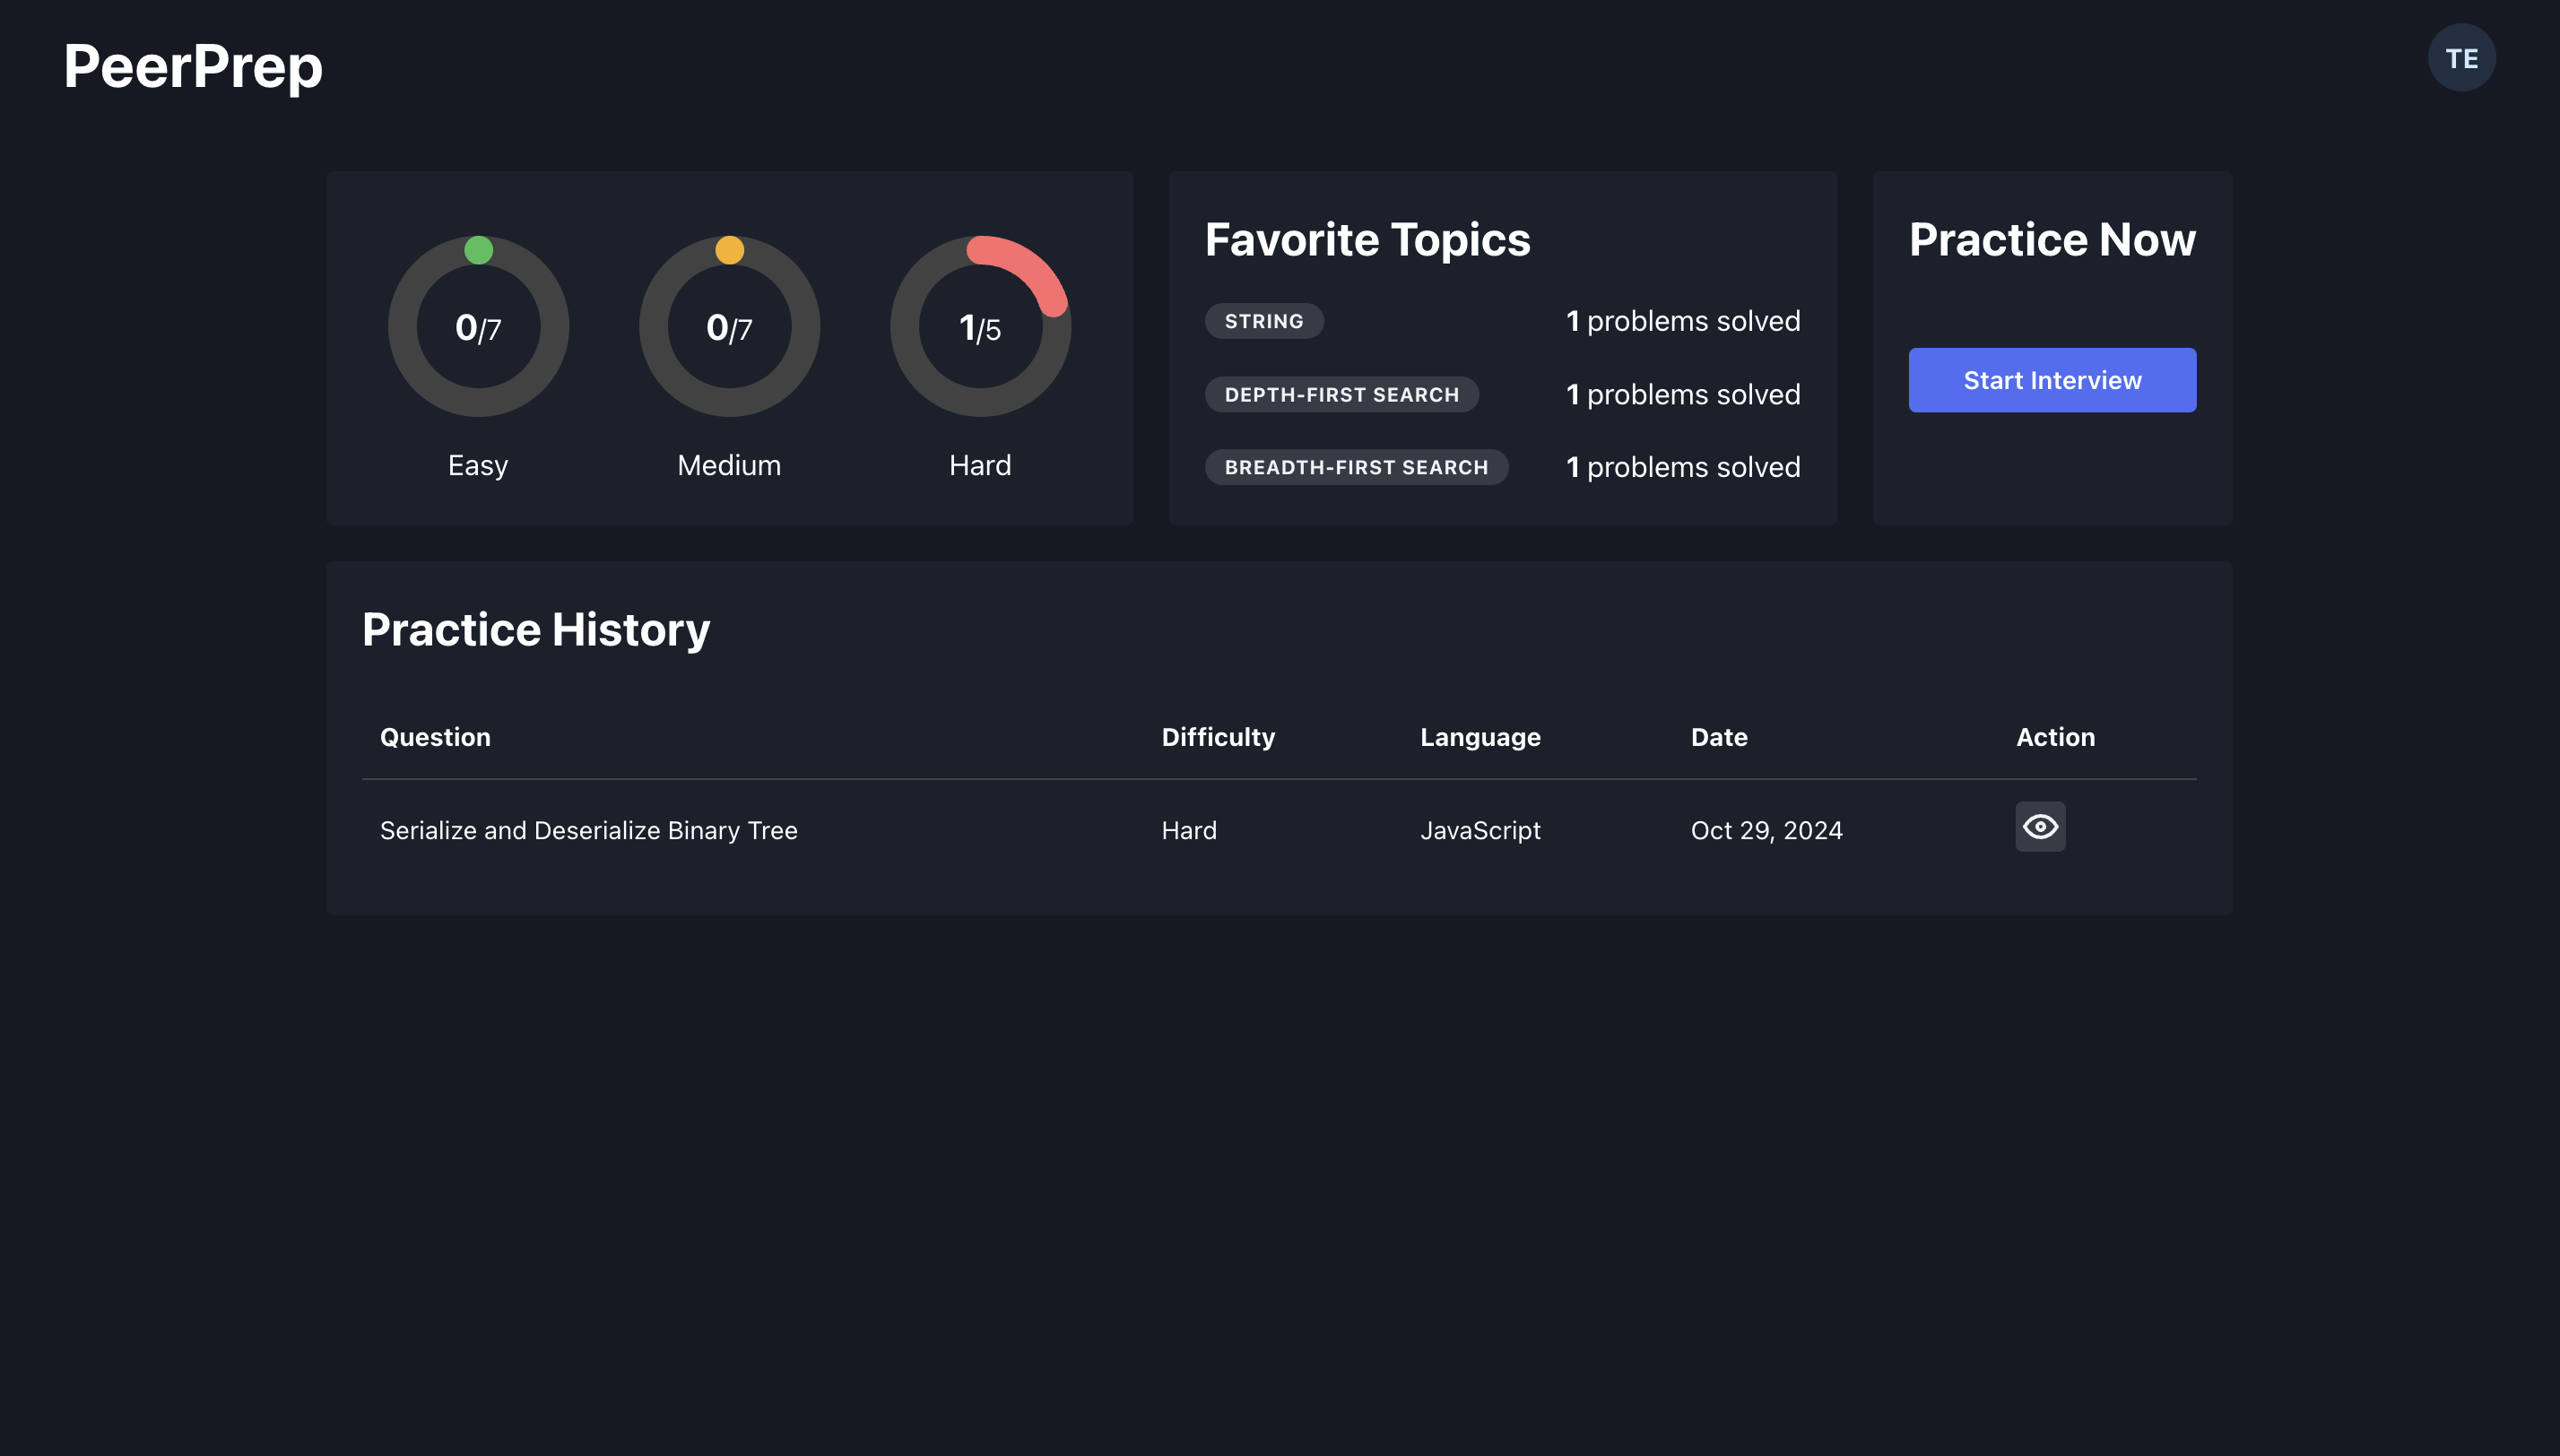 PeerPrep
TE
0/7
Easy
0/7
Medium
1/5
Hard
Favorite Topics
STRING 1 problems solved
DEPTH-FIRST SEARCH 1 problems solved
BREADTH-FIRST SEARCH 1 problems solved
Practice Now
Start Interview
Practice History
Question Difficulty Language Date Action
Serialize and Deserialize Binary Tree Hard JavaScript Oct 29, 2024